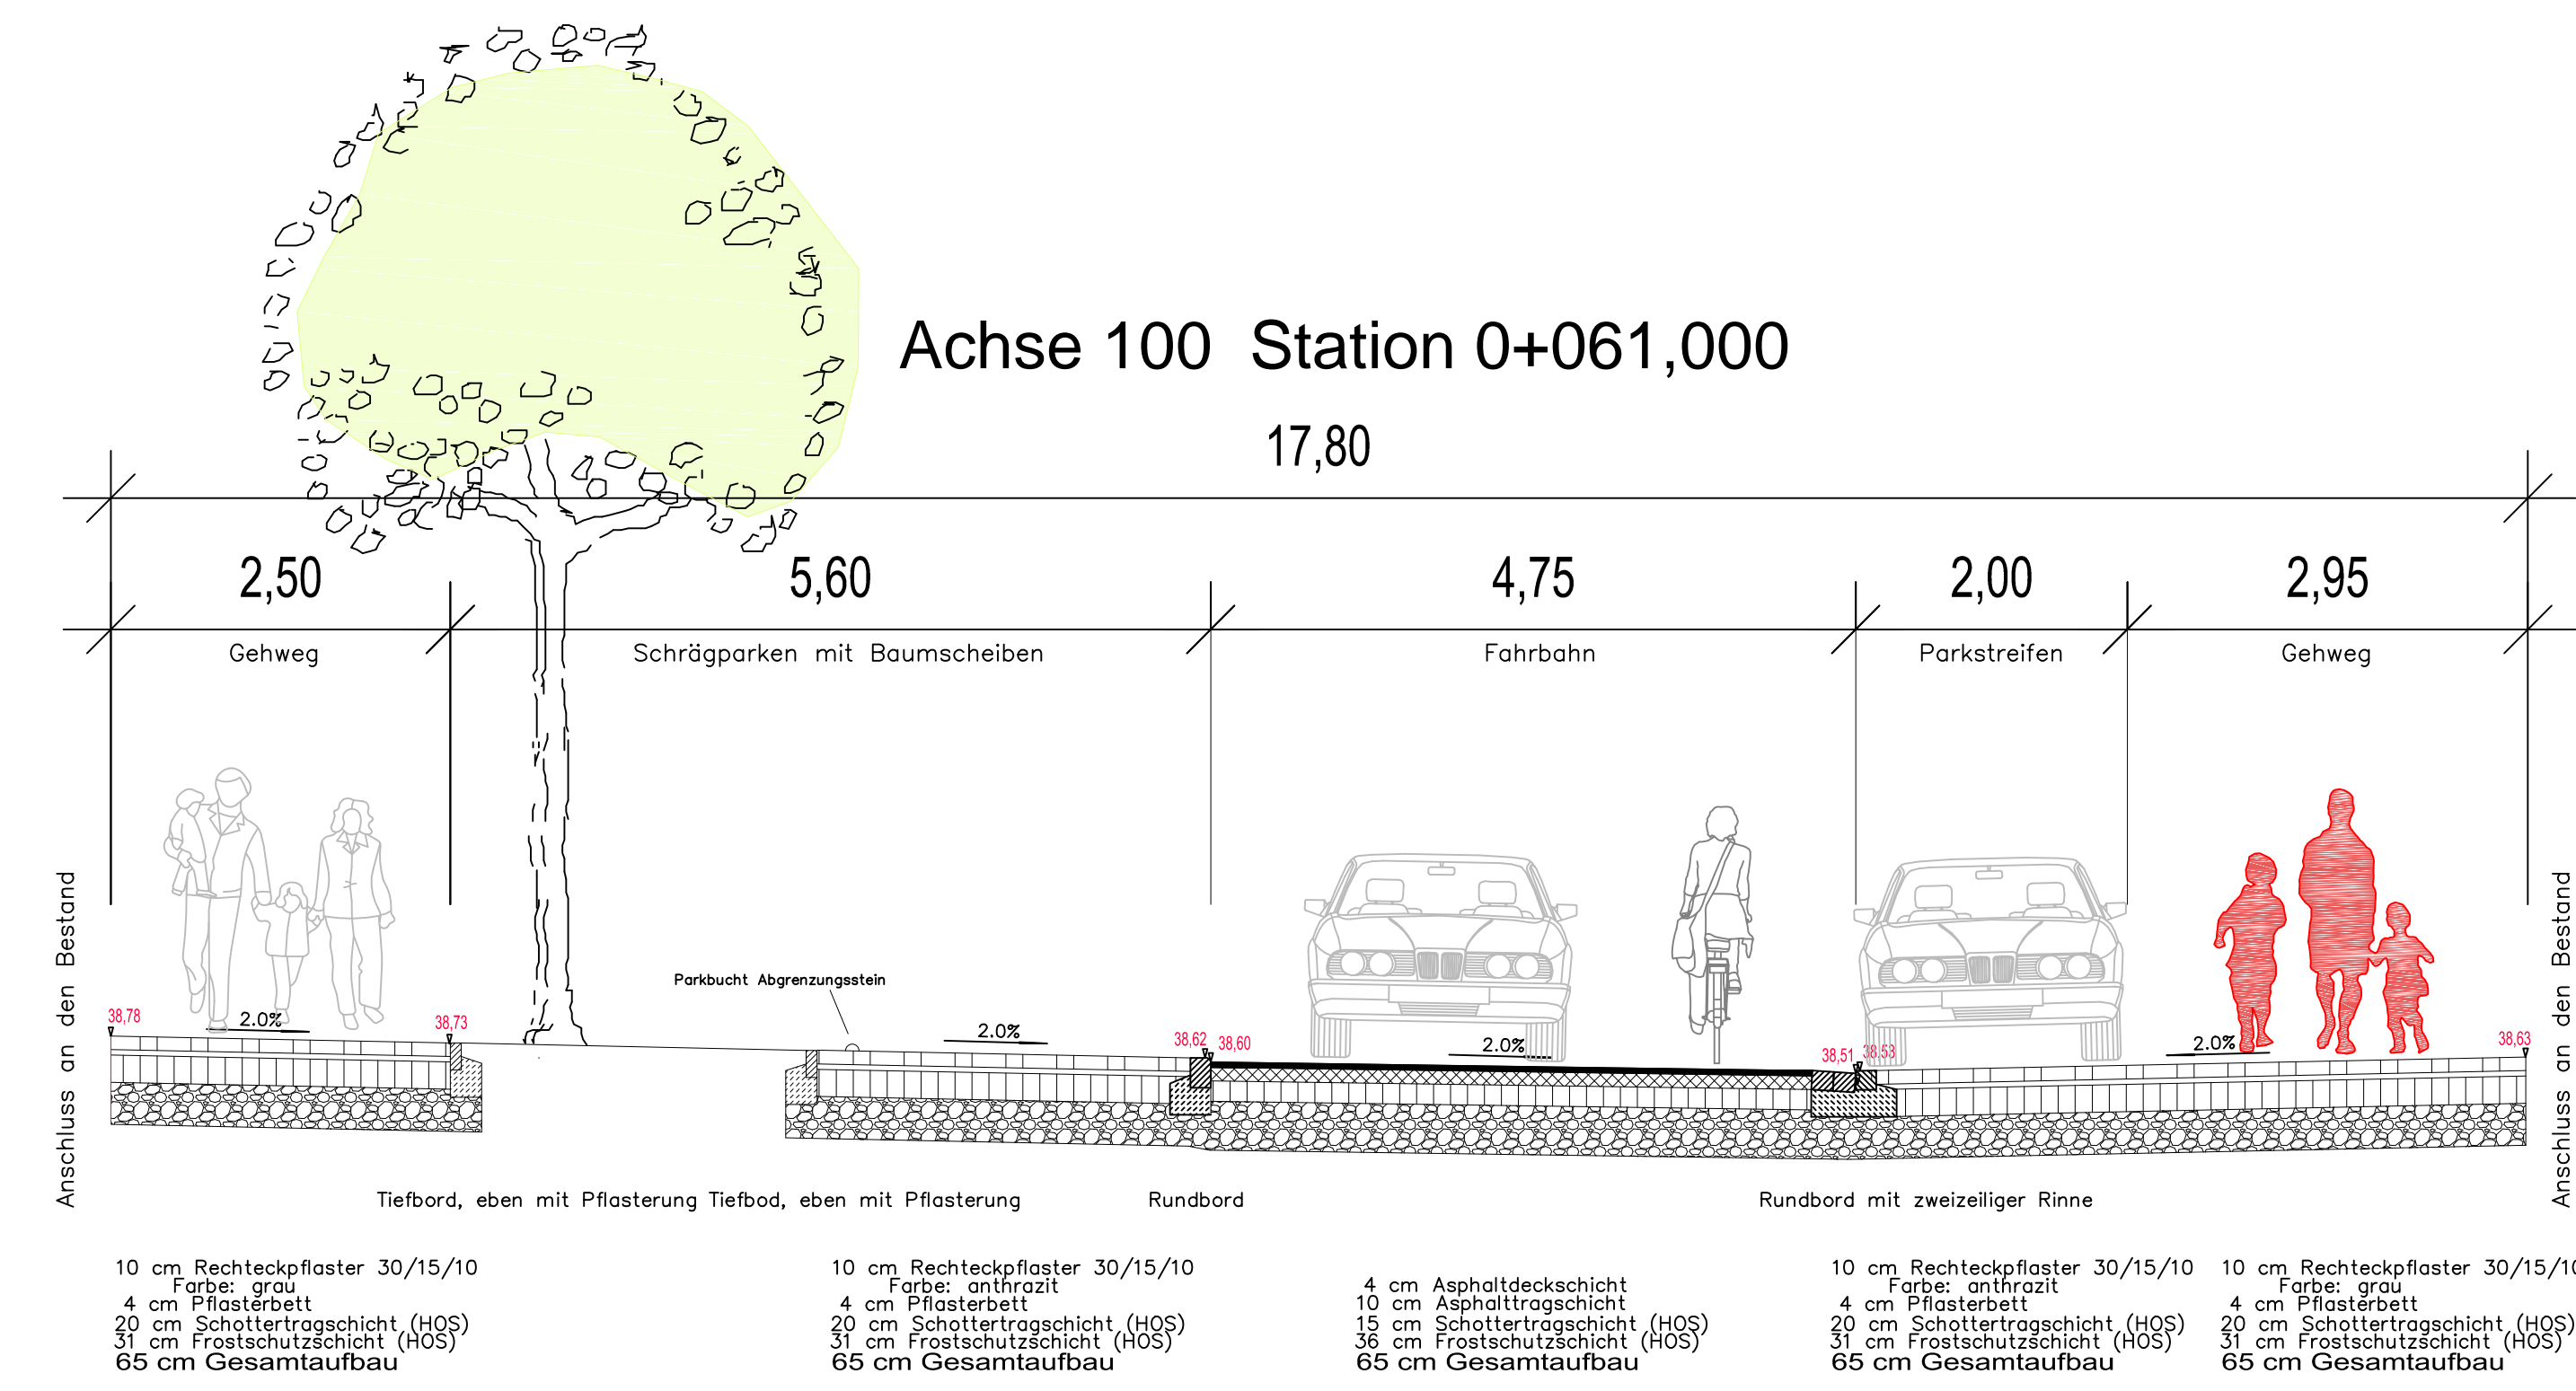 Achse 100 Station 0+061,000
17,80
2,50
5,60
4,75
2,00
2,95
Gehweg
Schrägparken mit Baumscheiben
Fahrbahn
Parkstreifen
Gehweg
Anschluss an den Bestand
Parkbucht Abgrenzungsstein
38,78
2.0%
38,73
2.0%
38,62
38,60
2.0%
38,51
38,53
2.0%
38,63
Anschluss an den Bestand
Tiefbord, eben mit Pflasterung
Tiefbod, eben mit Pflasterung
Rundbord
Rundbord mit zweizeiliger Rinne
10 cm Rechteckpflaster 30/15/10
Farbe: grau
4 cm Pflasterbett
20 cm Schottertragschicht (HOS)
31 cm Frostschutzschicht (HOS)
65 cm Gesamtaufbau
10 cm Rechteckpflaster 30/15/10
Farbe: anthrazit
4 cm Pflasterbett
20 cm Schottertragschicht (HOS)
31 cm Frostschutzschicht (HOS)
65 cm Gesamtaufbau
4 cm Asphaltdeckschicht
10 cm Asphalttragschicht
15 cm Schottertragschicht (HOS)
36 cm Frostschutzschicht (HOS)
65 cm Gesamtaufbau
10 cm Rechteckpflaster 30/15/10
Farbe: anthrazit
4 cm Pflasterbett
20 cm Schottertragschicht (HOS)
31 cm Frostschutzschicht (HOS)
65 cm Gesamtaufbau
10 cm Rechteckpflaster 30/15/10
Farbe: grau
4 cm Pflasterbett
20 cm Schottertragschicht (HOS)
31 cm Frostschutzschicht (HOS)
65 cm Gesamtaufbau